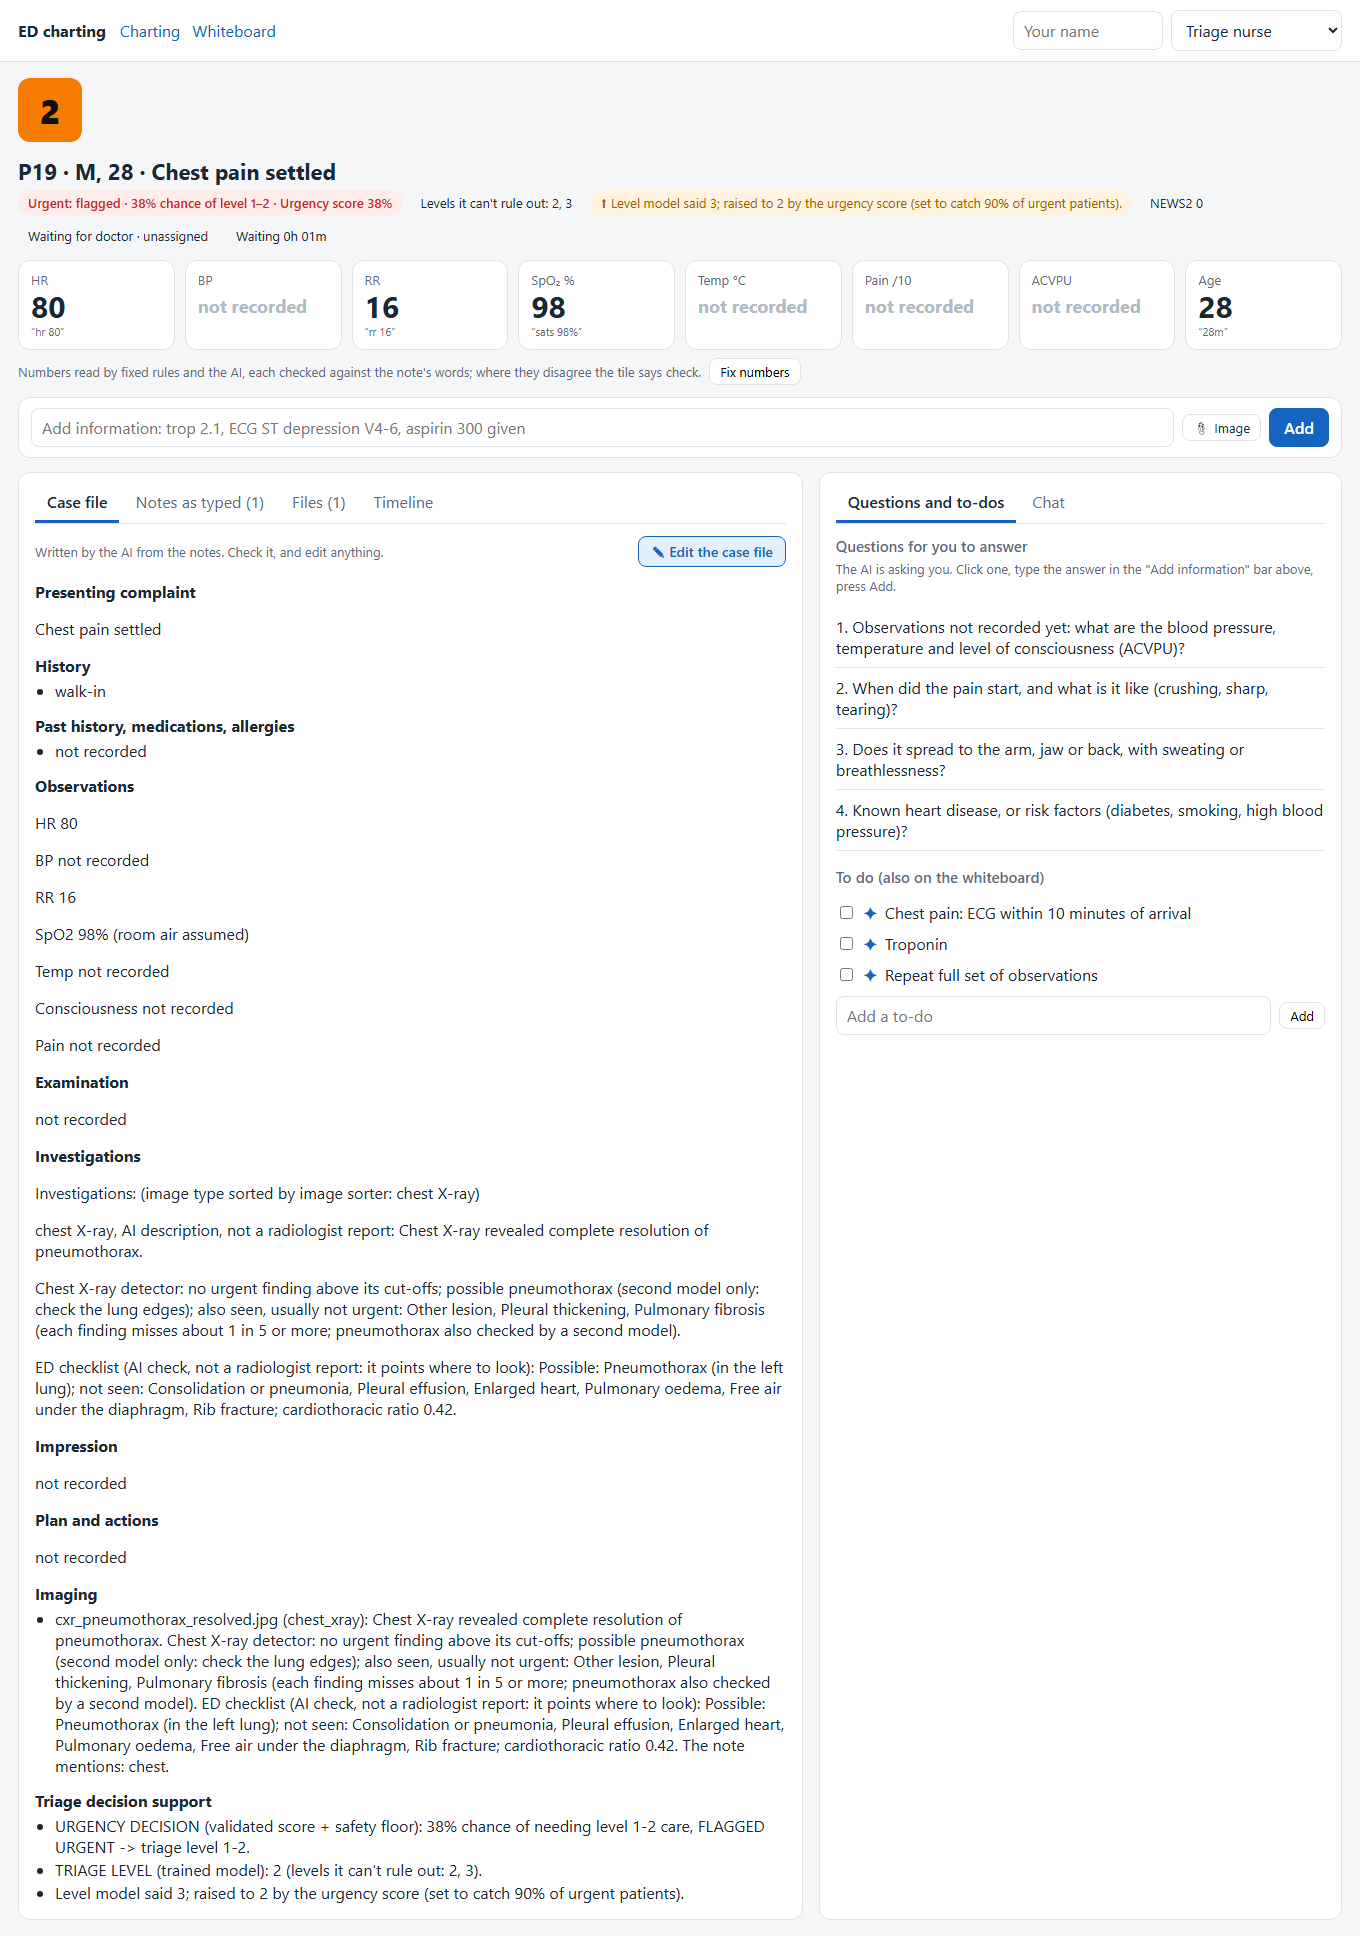 ED charting Charting Whiteboard Your name Triage nurse
2
P19 · M, 28 · Chest pain settled
Urgent: flagged · 38% chance of level 1–2 · Urgency score 38% Levels it can't rule out: 2, 3 ⬆ Level model said 3; raised to 2 by the urgency score (set to catch 90% of urgent patients). NEWS2 0
Waiting for doctor · unassigned Waiting 0h 01m
HR
80
"hr 80"
BP
not recorded
RR
16
"rr 16"
SpO₂ %
98
"sats 98%"
Temp °C
not recorded
Pain /10
not recorded
ACVPU
not recorded
Age
28
"28m"
Numbers read by fixed rules and the AI, each checked against the note's words; where they disagree the tile says check. Fix numbers
Add information: trop 2.1, ECG ST depression V4-6, aspirin 300 given Image Add
Case file Notes as typed (1) Files (1) Timeline
Written by the AI from the notes. Check it, and edit anything. Edit the case file
Presenting complaint
Chest pain settled
History
• walk-in
Past history, medications, allergies
• not recorded
Observations
HR 80
BP not recorded
RR 16
SpO2 98% (room air assumed)
Temp not recorded
Consciousness not recorded
Pain not recorded
Examination
not recorded
Investigations
Investigations: (image type sorted by image sorter: chest X-ray)
chest X-ray, AI description, not a radiologist report: Chest X-ray revealed complete resolution of
pneumothorax.
Chest X-ray detector: no urgent finding above its cut-offs; possible pneumothorax (second model only:
check the lung edges); also seen, usually not urgent: Other lesion, Pleural thickening, Pulmonary fibrosis
(each finding misses about 1 in 5 or more; pneumothorax also checked by a second model).
ED checklist (AI check, not a radiologist report: it points where to look): Possible: Pneumothorax (in the left
lung); not seen: Consolidation or pneumonia, Pleural effusion, Enlarged heart, Pulmonary oedema, Free air
under the diaphragm, Rib fracture; cardiothoracic ratio 0.42.
Impression
not recorded
Plan and actions
not recorded
Imaging
• cxr_pneumothorax_resolved.jpg (chest_xray): Chest X-ray revealed complete resolution of
pneumothorax. Chest X-ray detector: no urgent finding above its cut-offs; possible pneumothorax
(second model only: check the lung edges); also seen, usually not urgent: Other lesion, Pleural
thickening, Pulmonary fibrosis (each finding misses about 1 in 5 or more; pneumothorax also checked
by a second model). ED checklist (AI check, not a radiologist report: it points where to look): Possible:
Pneumothorax (in the left lung); not seen: Consolidation or pneumonia, Pleural effusion, Enlarged heart,
Pulmonary oedema, Free air under the diaphragm, Rib fracture; cardiothoracic ratio 0.42. The note
mentions: chest.
Triage decision support
• URGENCY DECISION (validated score + safety floor): 38% chance of needing level 1-2 care, FLAGGED
URGENT -> triage level 1-2.
• TRIAGE LEVEL (trained model): 2 (levels it can't rule out: 2, 3).
• Level model said 3; raised to 2 by the urgency score (set to catch 90% of urgent patients).
Questions and to-dos Chat
Questions for you to answer
The AI is asking you. Click one, type the answer in the "Add information" bar above,
press Add.
1. Observations not recorded yet: what are the blood pressure,
temperature and level of consciousness (ACVPU)?
2. When did the pain start, and what is it like (crushing, sharp,
tearing)?
3. Does it spread to the arm, jaw or back, with sweating or
breathlessness?
4. Known heart disease, or risk factors (diabetes, smoking, high blood
pressure)?
To do (also on the whiteboard)
✦ Chest pain: ECG within 10 minutes of arrival
✦ Troponin
✦ Repeat full set of observations
Add a to-do Add